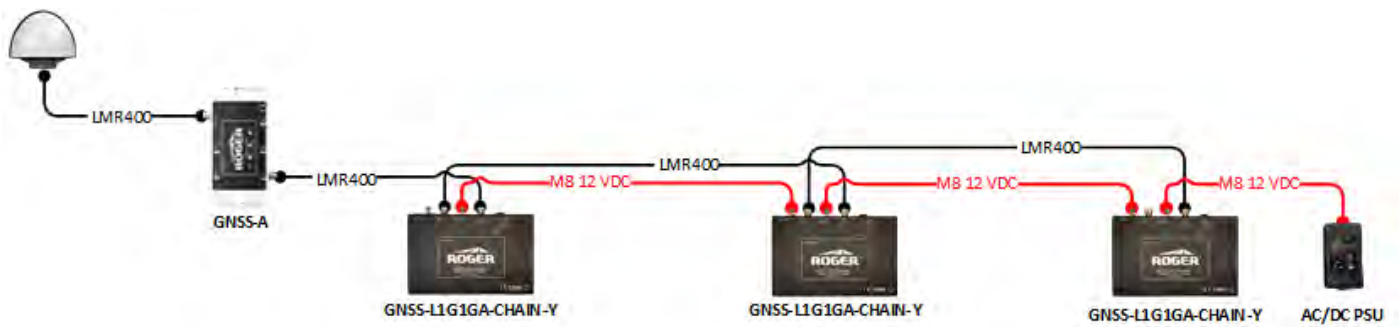 LMR400
ROGER
GNSS-A
LMR400
LMR400
LMR400
M8 12 VDC
M8 12 VDC
M8 12 VDC
ROGER
ROGER
ROGER
GNSS-L1G1GA-CHAIN-Y
GNSS-L1G1GA-CHAIN-Y
GNSS-L1G1GA-CHAIN-Y
AC/DC PSU